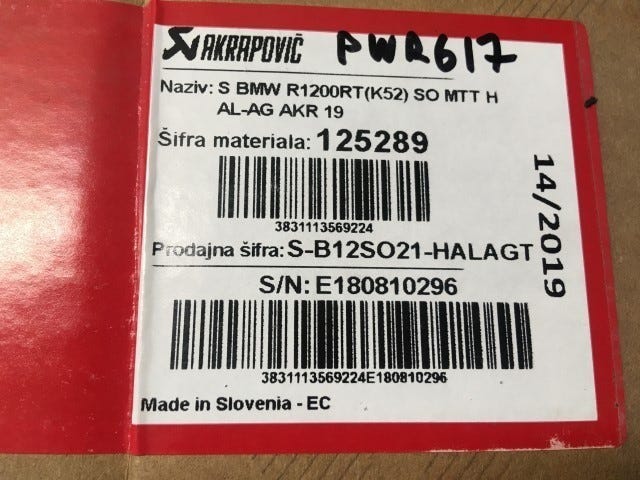 AKRAPOVIČ PWR617
Naziv: S BMW R1200RT(K52) SO MTT H
AL-AG AKR 19
Šifra materiala: 125289
3831113569224
Prodajna šifra: S-B12SO21-HALAGT
S/N: E180810296
3831113569224E180810296
Made in Slovenia - EC
14/2019